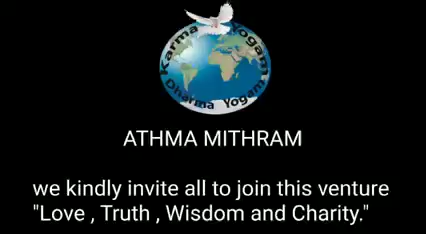 Karma Yogam
Dharma Yogam
ATHMA MITHRAM
we kindly invite all to join this venture
"Love , Truth , Wisdom and Charity."